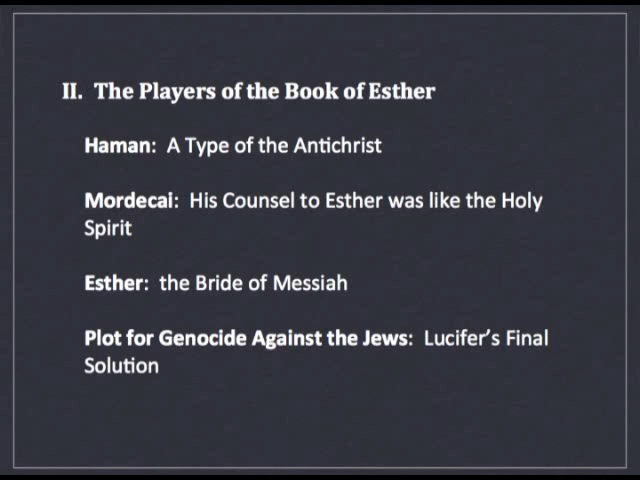 II. The Players of the Book of Esther
Haman: A Type of the Antichrist
Mordecai: His Counsel to Esther was like the Holy
Spirit
Esther: the Bride of Messiah
Plot for Genocide Against the Jews: Lucifer's Final
Solution